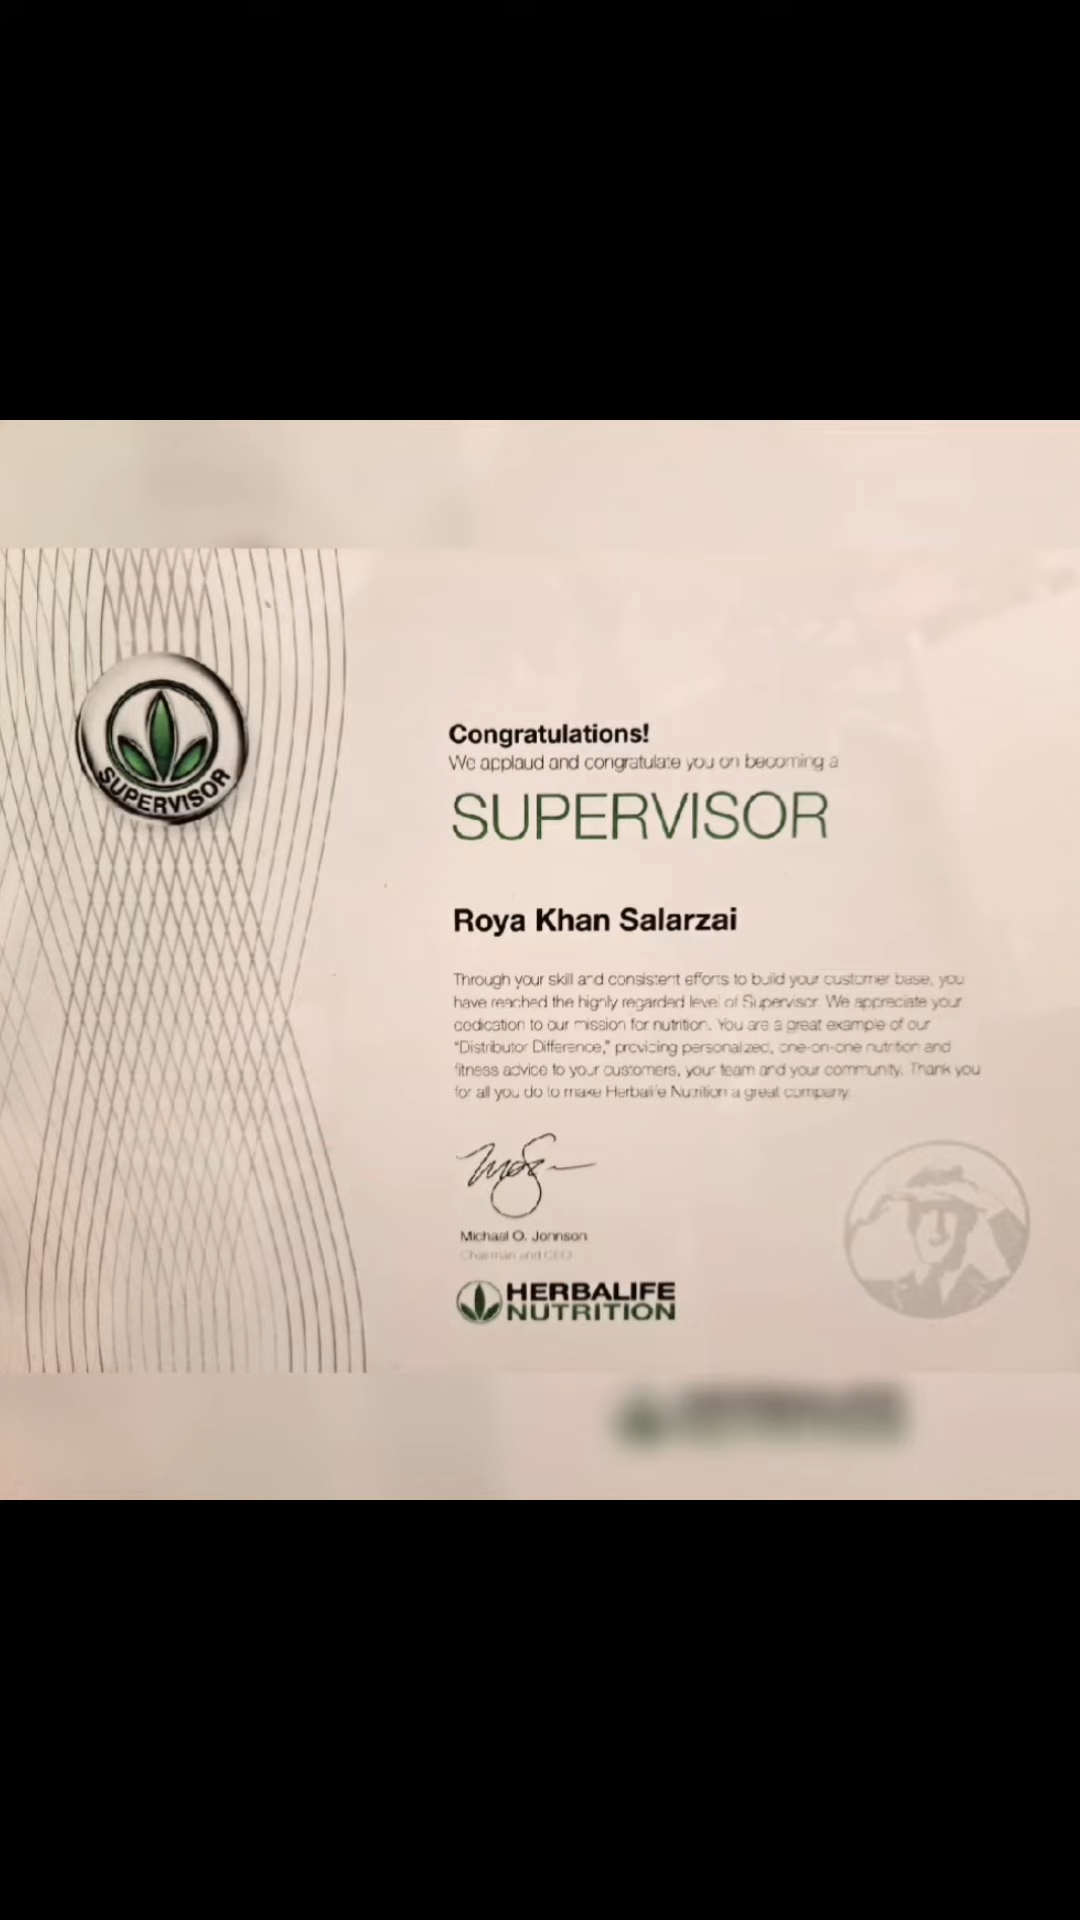 SUPERVISOR
Congratulations!
We applaud and congratulate you on becoming a
SUPERVISOR
Roya Khan Salarzai
Through your skill and consistent efforts to build your customer base, you
have reached the highly regarded level of Supervisor. We appreciate your
dedication to our mission for nutrition. You are a great example of our
"Distributor Difference," providing personalized, one-on-one nutrition and
fitness advice to your customers, your team and your community. Thank you
for all you do to make Herbalife Nutrition a great company.
Michael O. Johnson
Chairman and CEO
HERBALIFE
NUTRITION